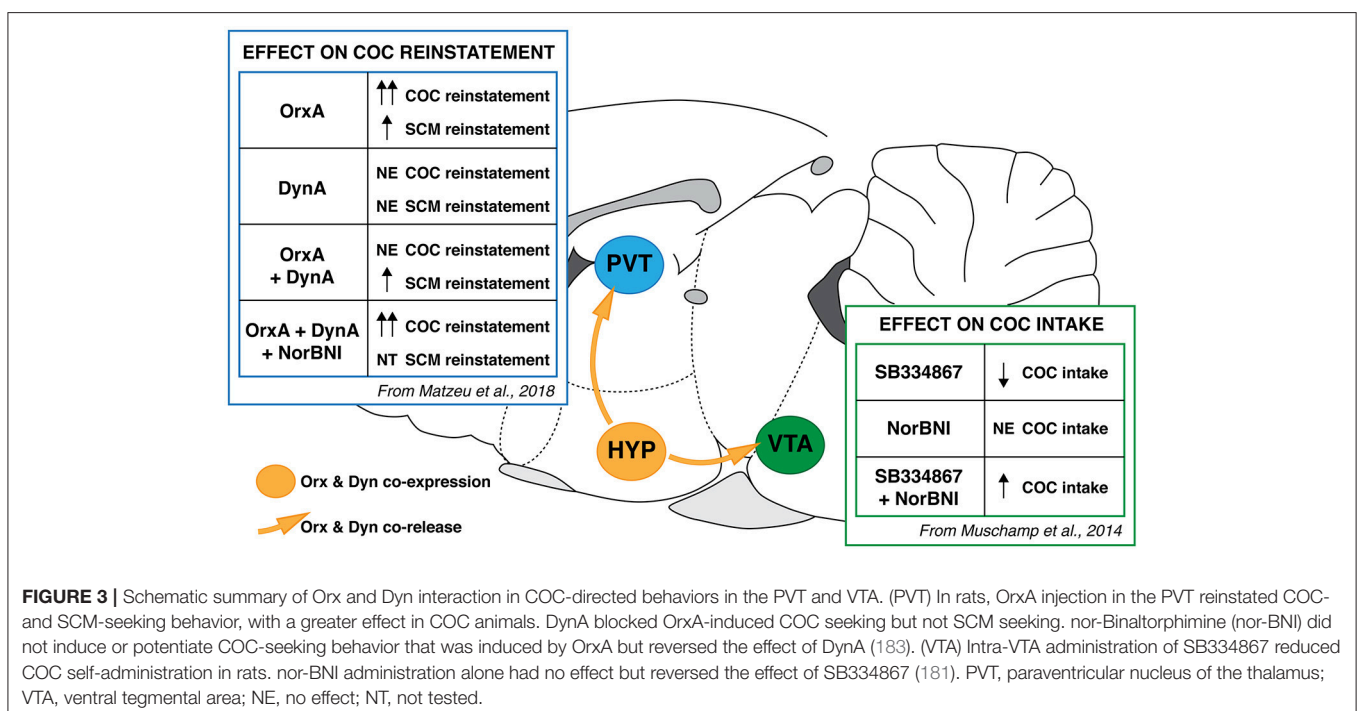 EFFECT ON COC REINSTATEMENT
OrxA
↑↑ COC reinstatement
↑ SCM reinstatement
DynA
NE COC reinstatement
NE SCM reinstatement
OrxA
+ DynA
NE COC reinstatement
↑ SCM reinstatement
OrxA + DynA
+ NorBNI
↑↑ COC reinstatement
NT SCM reinstatement
From Matzeu et al., 2018
PVT
HYP
VTA
Orx & Dyn co-expression
Orx & Dyn co-release
EFFECT ON COC INTAKE
SB334867
↓ COC intake
NorBNI
NE COC intake
SB334867
+ NorBNI
↑ COC intake
From Muschamp et al., 2014
FIGURE 3 | Schematic summary of Orx and Dyn interaction in COC-directed behaviors in the PVT and VTA. (PVT) In rats, OrxA injection in the PVT reinstated COC-
and SCM-seeking behavior, with a greater effect in COC animals. DynA blocked OrxA-induced COC seeking but not SCM seeking. nor-Binaltorphimine (nor-BNI) did
not induce or potentiate COC-seeking behavior that was induced by OrxA but reversed the effect of DynA (183). (VTA) Intra-VTA administration of SB334867 reduced
COC self-administration in rats. nor-BNI administration alone had no effect but reversed the effect of SB334867 (181). PVT, paraventricular nucleus of the thalamus;
VTA, ventral tegmental area; NE, no effect; NT, not tested.